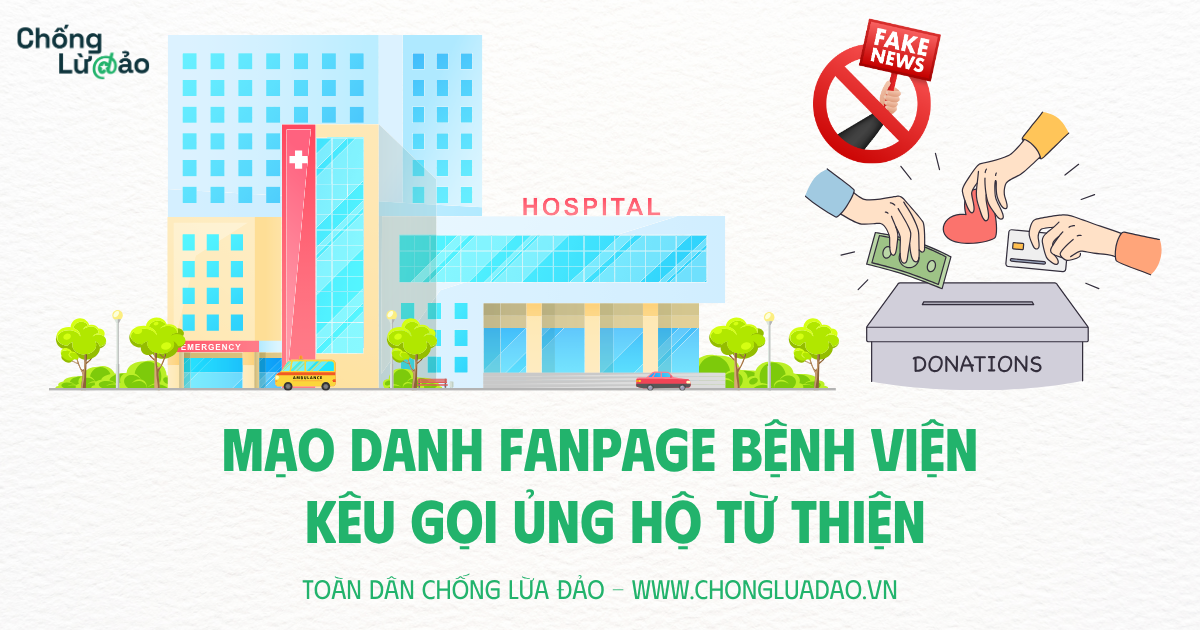 Chống
Lừ@đảo
FAKE
NEWS
HOSPITAL
EMERGENCY
AMBULANCE
DONATIONS
MẠO DANH FANPAGE BỆNH VIỆN
KÊU GỌI ỦNG HỘ TỪ THIỆN
TOÀN DÂN CHỐNG LỪA ĐẢO – WWW.CHONGLUADAO.VN